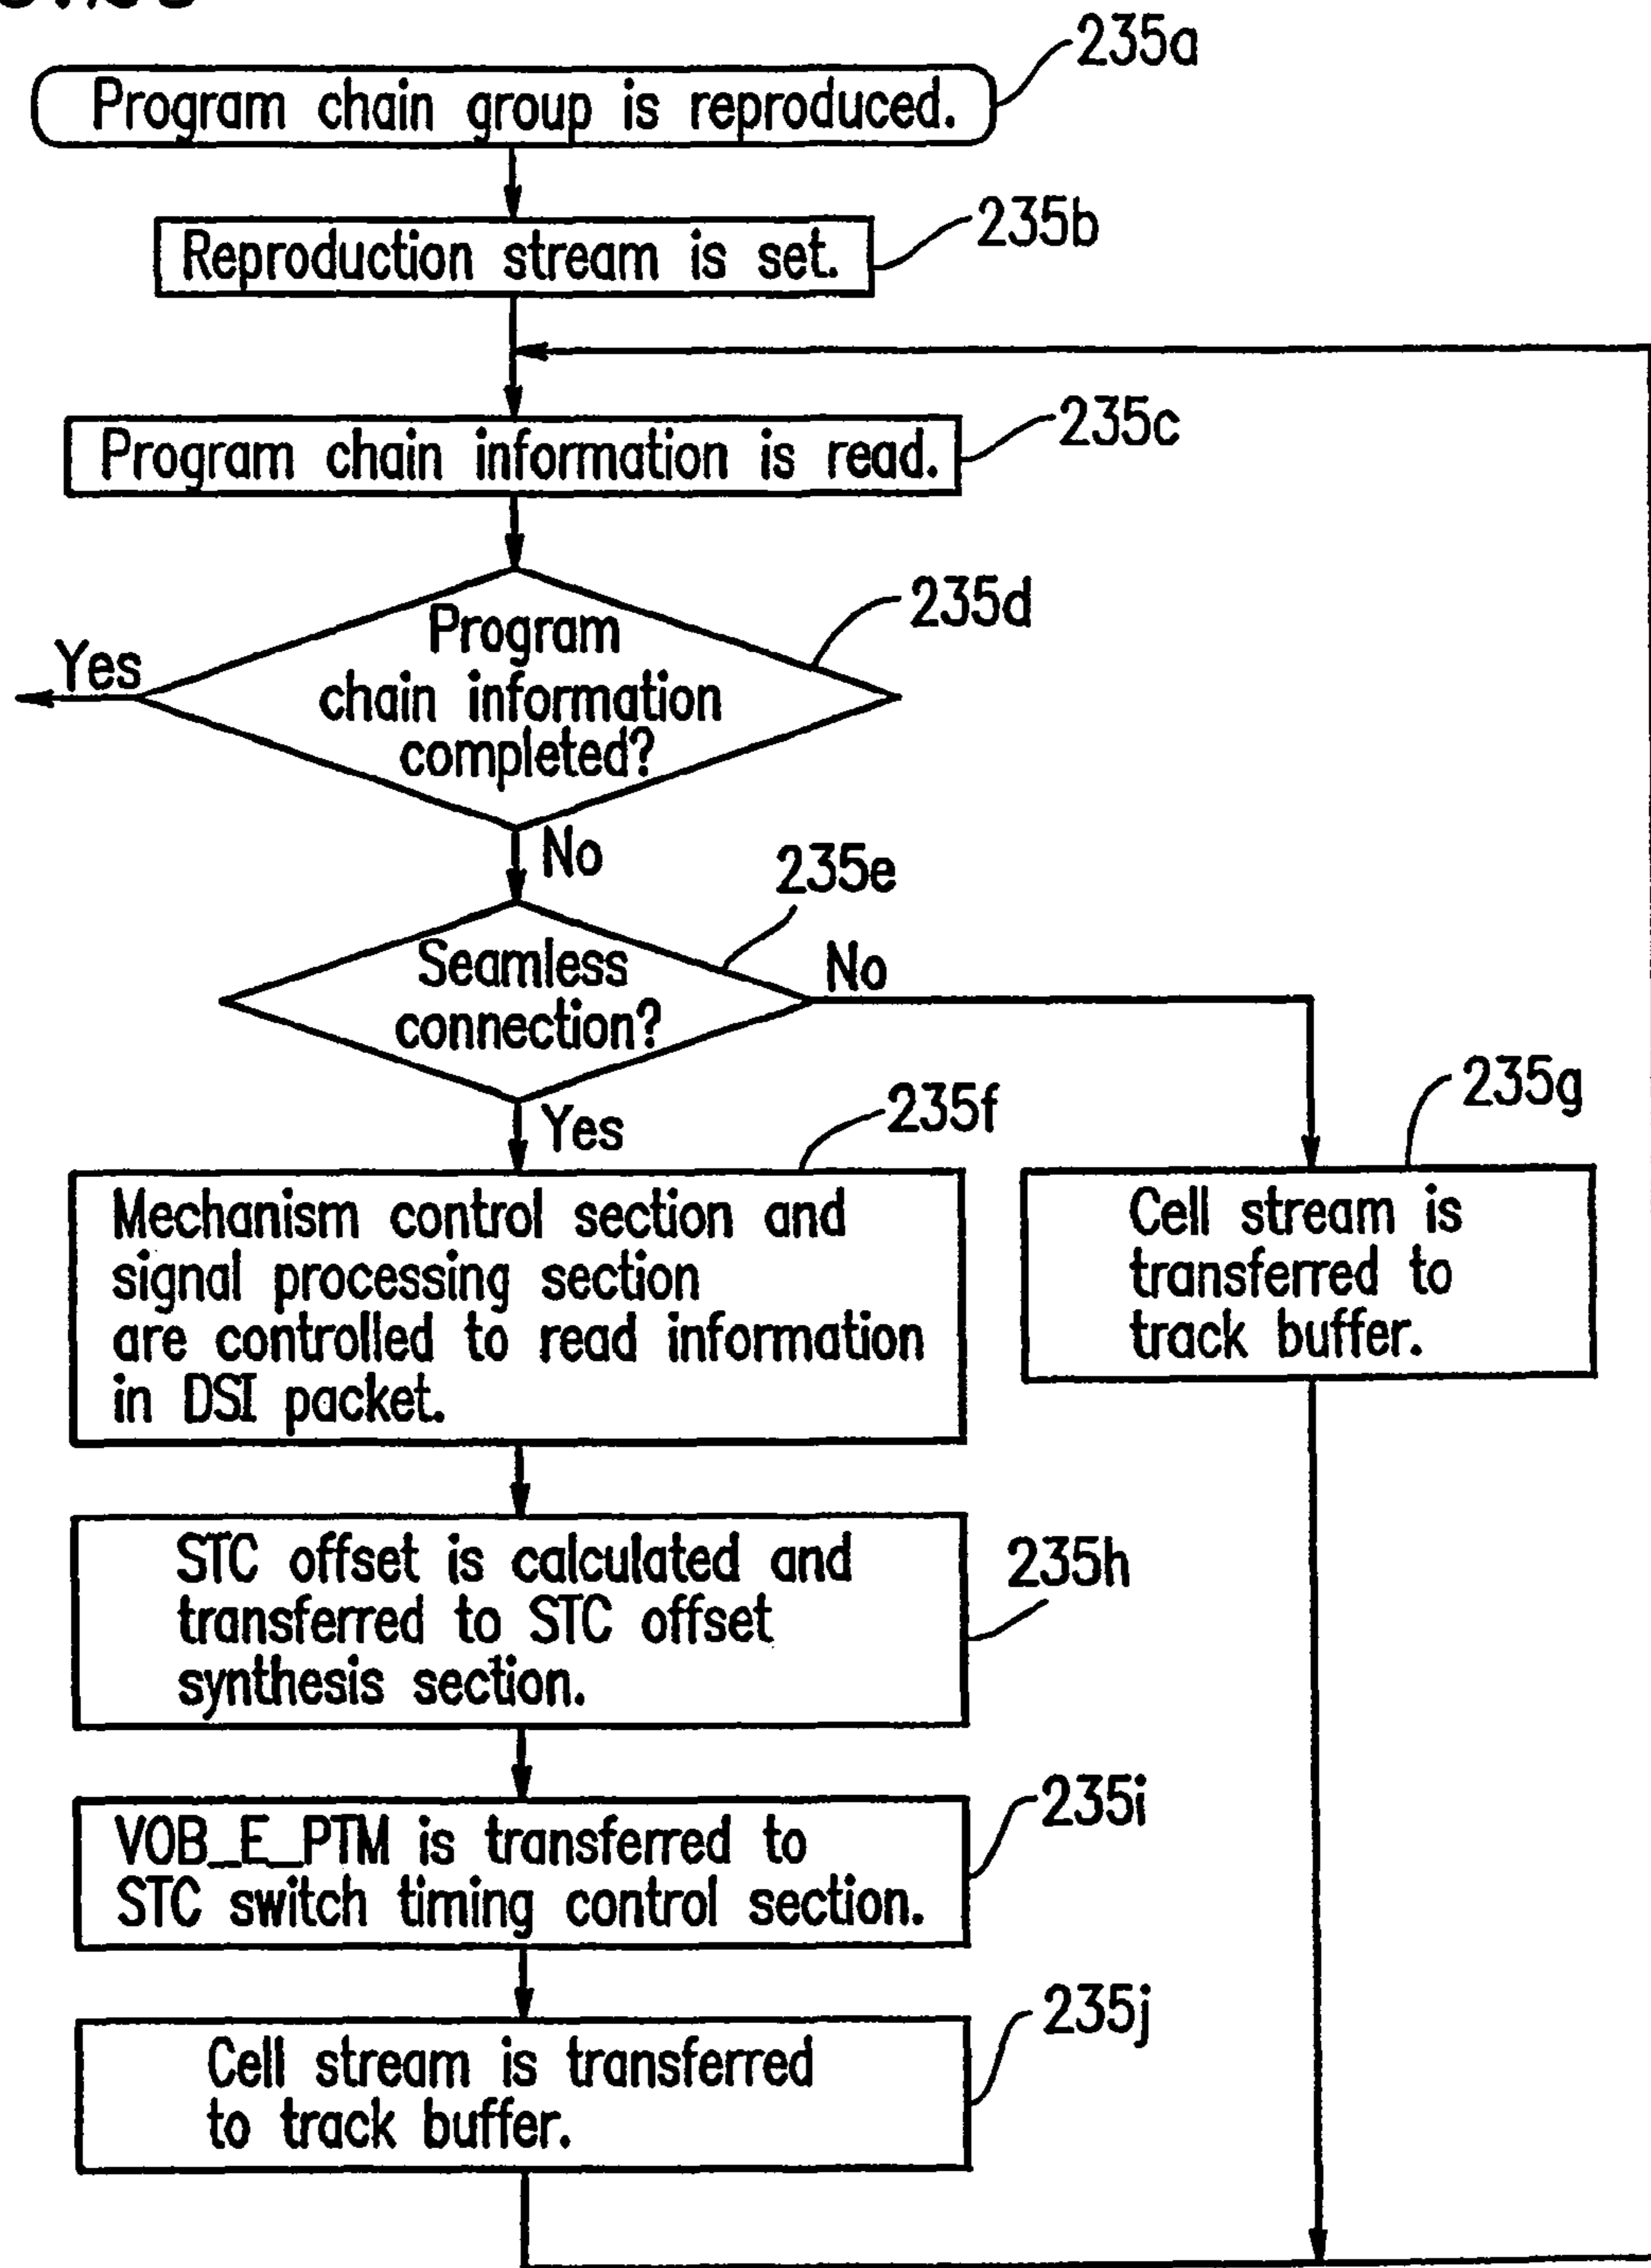 235a
Program chain group is reproduced.
235b
Reproduction stream is set.
235c
Program chain information is read.
235d
Program
chain information
completed?
Yes
No
235e
Seamless
connection?
No
Yes
235f
Mechanism control section and
signal processing section
are controlled to read information
in DSI packet.
235g
Cell stream is
transferred to
track buffer.
235h
STC offset is calculated and
transferred to STC offset
synthesis section.
235i
VOB_E_PTM is transferred to
STC switch timing control section.
235j
Cell stream is transferred
to track buffer.